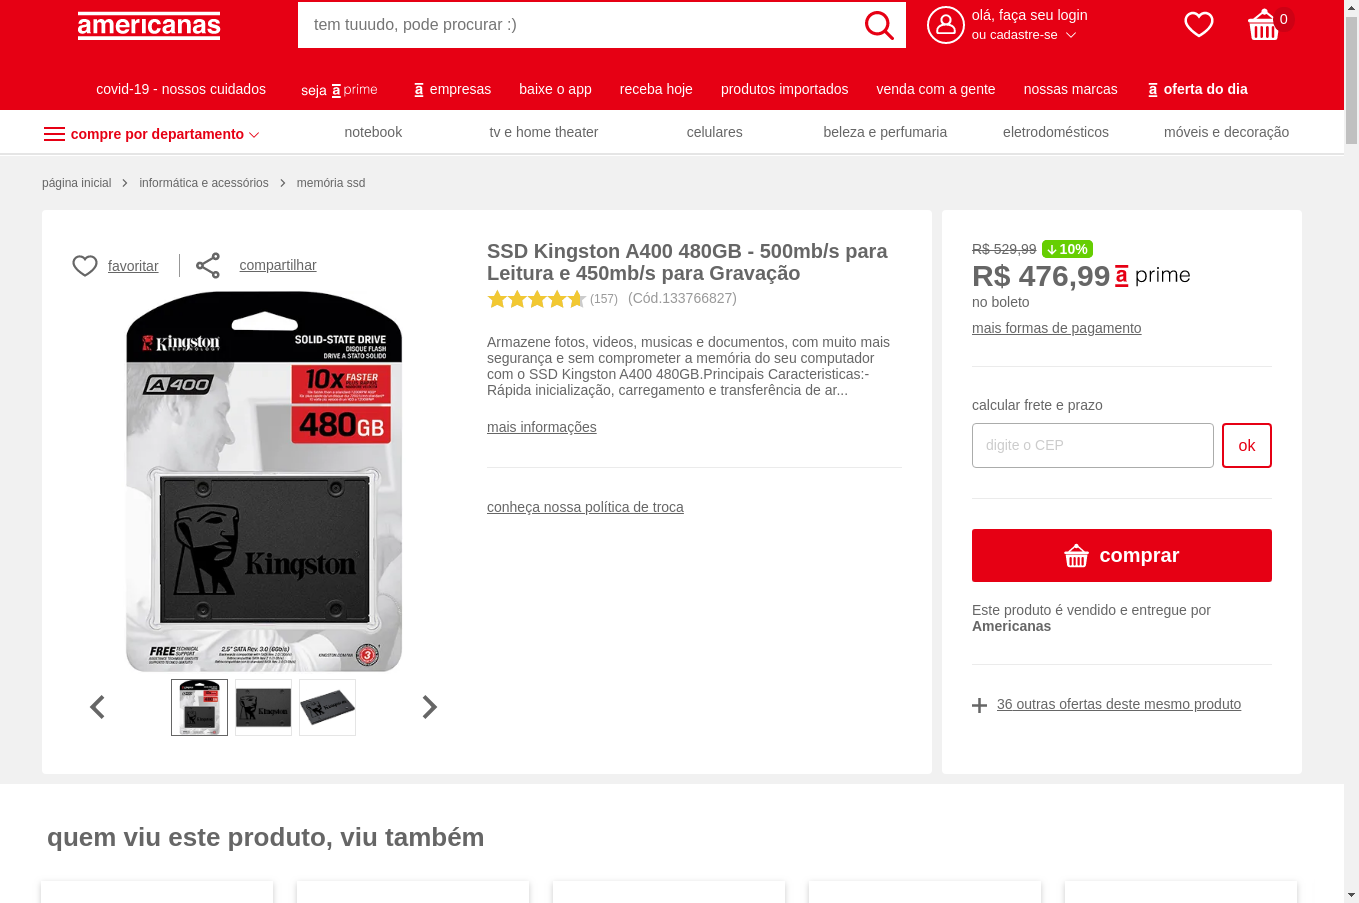 americanas
tem tuuudo, pode procurar :)
olá, faça seu login
ou cadastre-se
0
covid-19 - nossos cuidados
seja a prime
a empresas
baixe o app
receba hoje
produtos importados
venda com a gente
nossas marcas
a oferta do dia
compre por departamento
notebook
tv e home theater
celulares
beleza e perfumaria
eletrodomésticos
móveis e decoração
página inicial
informática e acessórios
memória ssd
favoritar
compartilhar
Kingston
TECHNOLOGY
SOLID-STATE DRIVE
DISQUE FLASH
DRIVE A STATO SOLIDO
A400
10x FASTER
480GB
Kingston
FREE TECHNICAL SUPPORT
2.5" SATA Rev. 3.0 (6Gb/s)
3
SSD Kingston A400 480GB - 500mb/s para
Leitura e 450mb/s para Gravação
(157) (Cód.133766827)
Armazene fotos, videos, musicas e documentos, com muito mais
segurança e sem comprometer a memória do seu computador
com o SSD Kingston A400 480GB.Principais Caracteristicas:-
Rápida inicialização, carregamento e transferência de ar...
mais informações
conheça nossa política de troca
R$ 529,99 10%
R$ 476,99 a prime
no boleto
mais formas de pagamento
calcular frete e prazo
digite o CEP
ok
comprar
Este produto é vendido e entregue por
Americanas
36 outras ofertas deste mesmo produto
quem viu este produto, viu também